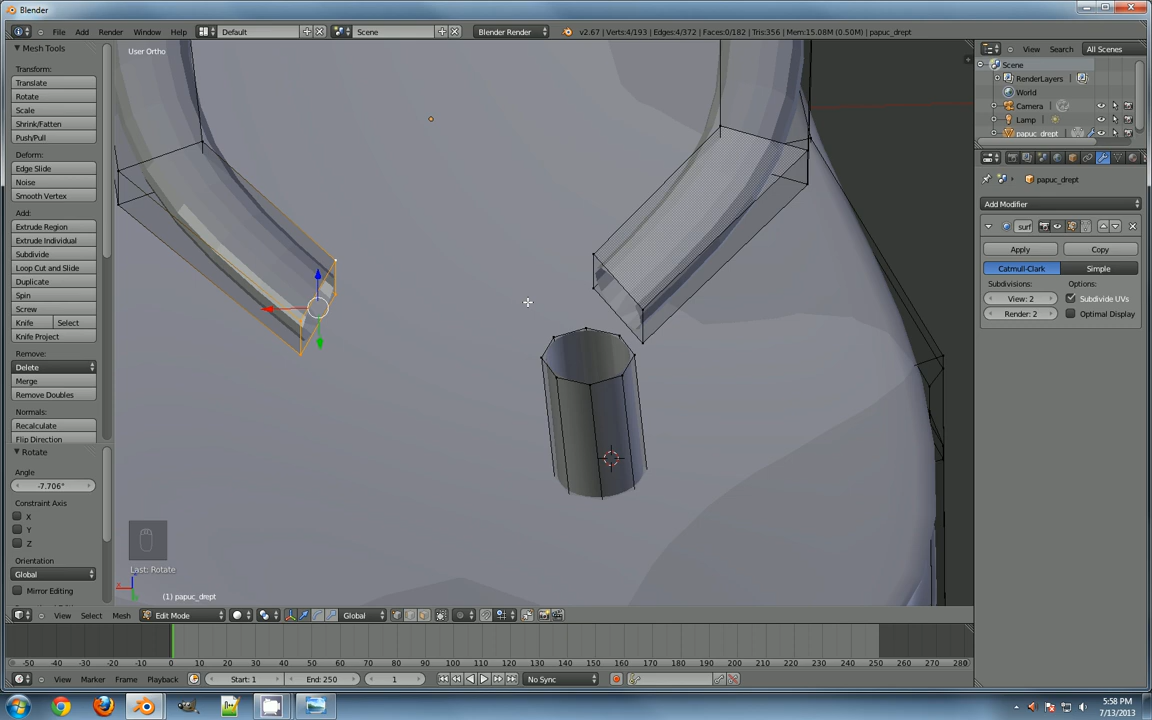 Blender
File Add Render Window Help Default Scene Blender Render v2.67 | Verts:4/193 | Edges:4/372 | Faces:0/182 | Tris:356 | Mem:15.08M (0.50M) | papuc_drept
Mesh Tools
User Ortho
View Search All Scenes
Transform:
Translate
Rotate
Scale
Shrink/Fatten
Push/Pull
Deform:
Edge Slide
Noise
Smooth Vertex
Add:
Extrude Region
Extrude Individual
Subdivide
Loop Cut and Slide
Duplicate
Spin
Screw
Knife Select
Knife Project
Remove:
Delete
Merge
Remove Doubles
Normals:
Recalculate
Flip Direction
Rotate
Angle
-7.706°
Constraint Axis
X
Y
Z
Orientation
Global
Mirror Editing
Last: Rotate
(1) papuc_drept
Scene
RenderLayers
World
Camera
Lamp
papuc_drept
papuc_drept
Add Modifier
surf
Apply Copy
Catmull-Clark Simple
Subdivisions: Options:
View: 2 Subdivide UVs
Render: 2 Optimal Display
View Select Mesh Edit Mode Global
-50 -40 -30 -20 -10 0 10 20 30 40 50 60 70 80 90 100 110 120 130 140 150 160 170 180 190 200 210 220 230 240 250 260 270 280
View Marker Frame Playback Start: 1 End: 250 1 No Sync
5:58 PM
7/13/2013